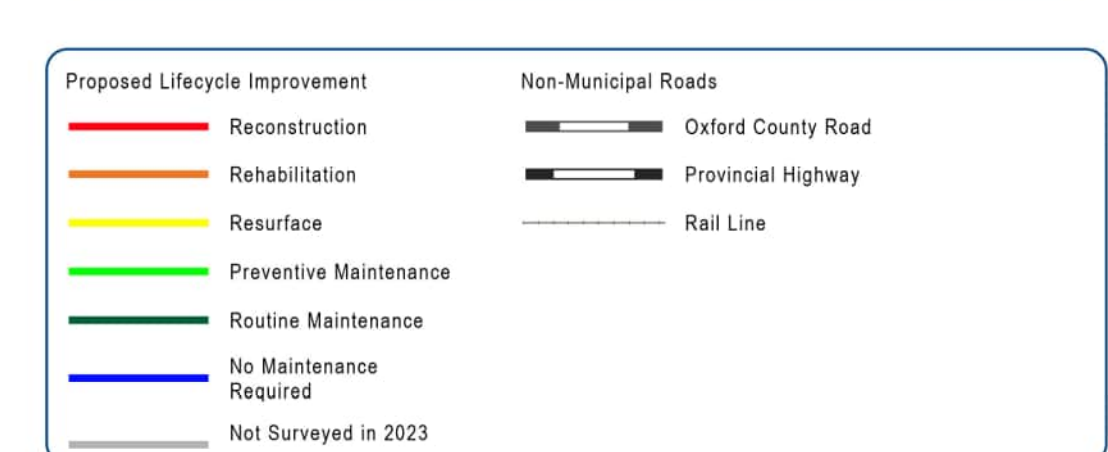 Proposed Lifecycle Improvement
Reconstruction
Rehabilitation
Resurface
Preventive Maintenance
Routine Maintenance
No Maintenance
Required
Not Surveyed in 2023
Non-Municipal Roads
Oxford County Road
Provincial Highway
Rail Line